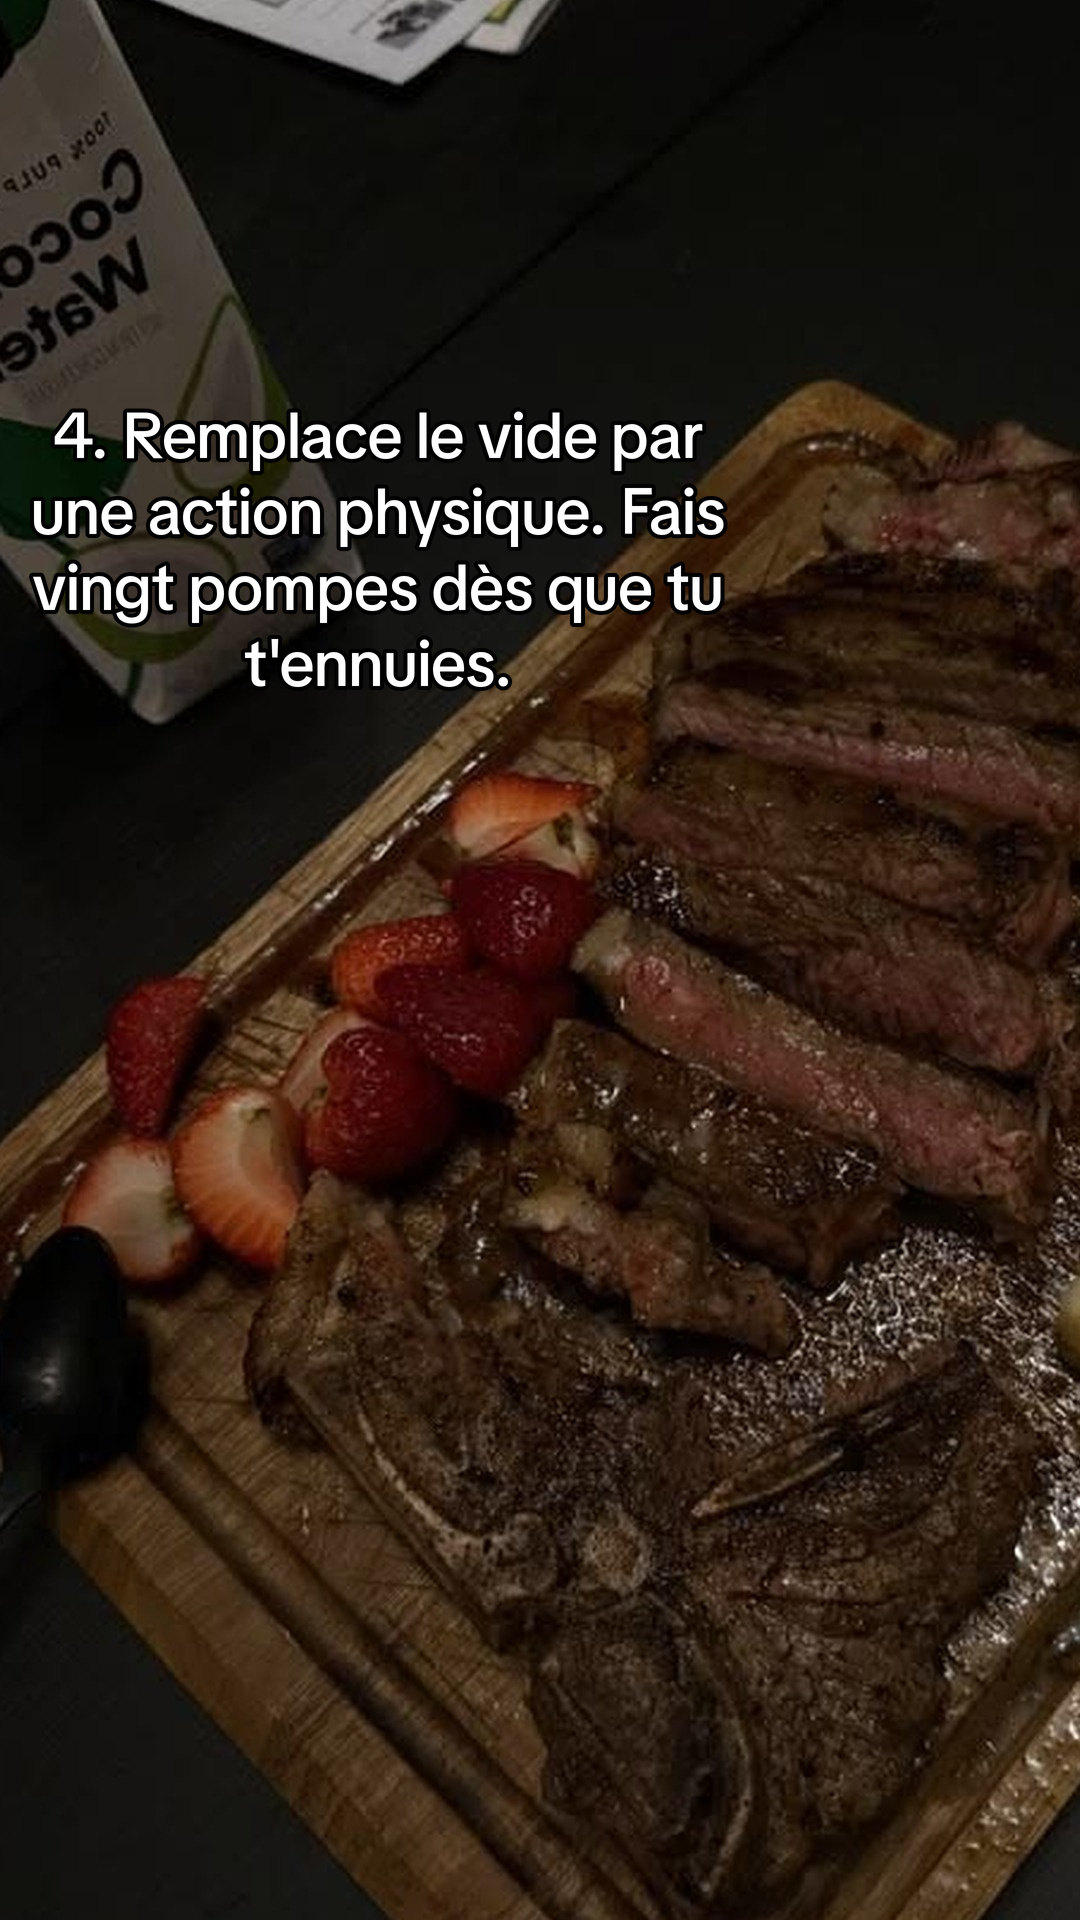 100% PULP
Coco
Water
4. Remplace le vide par
une action physique. Fais
vingt pompes dès que tu
t'ennuies.